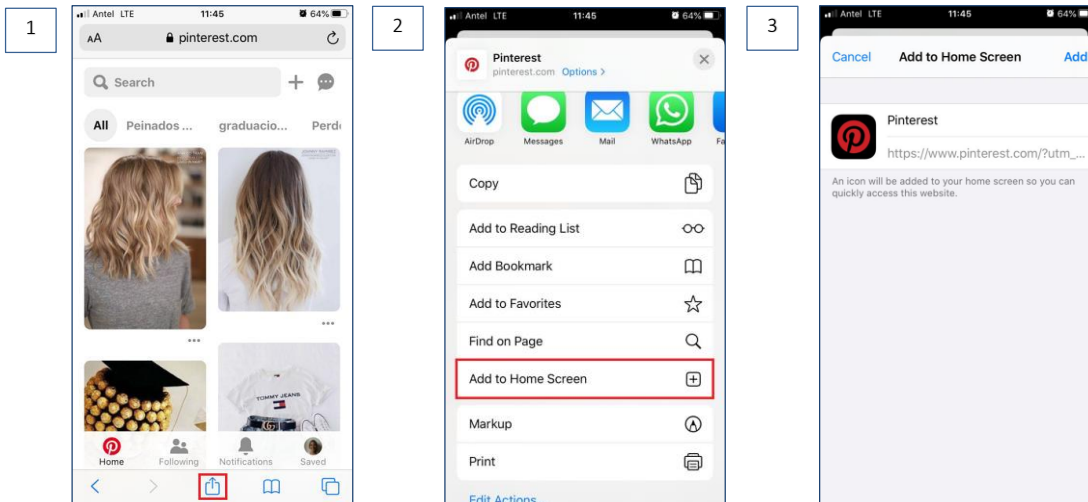 1
Antel LTE 11:45 64%
AA pinterest.com
Search
All Peinados ... graduacio... Perd
TOMMY JEANS
Home Following Notifications Saved
2
Antel LTE 11:45 64%
Pinterest
pinterest.com Options >
AirDrop Messages Mail WhatsApp Fa
Copy
Add to Reading List
Add Bookmark
Add to Favorites
Find on Page
Add to Home Screen
Markup
Print
Edit Actions
3
Antel LTE 11:45 64%
Cancel Add to Home Screen Add
Pinterest
https://www.pinterest.com/?utm_...
An icon will be added to your home screen so you can
quickly access this website.